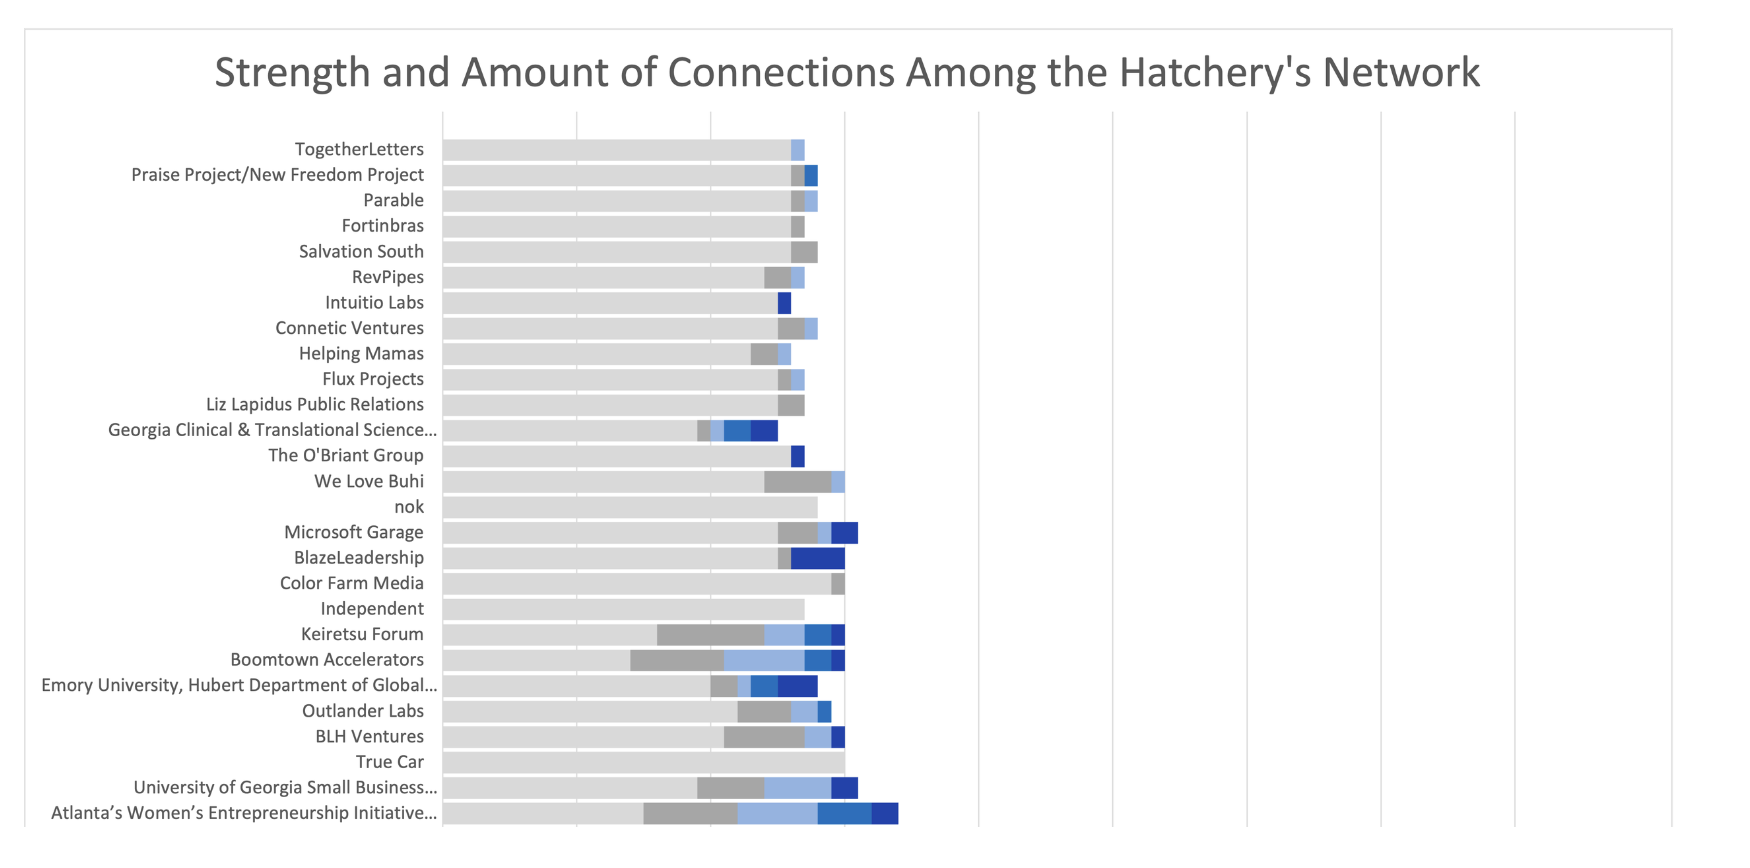 Strength and Amount of Connections Among the Hatchery's Network
TogetherLetters
Praise Project/New Freedom Project
Parable
Fortinbras
Salvation South
RevPipes
Intuitio Labs
Connetic Ventures
Helping Mamas
Flux Projects
Liz Lapidus Public Relations
Georgia Clinical & Translational Science...
The O'Briant Group
We Love Buhi
nok
Microsoft Garage
BlazeLeadership
Color Farm Media
Independent
Keiretsu Forum
Boomtown Accelerators
Emory University, Hubert Department of Global...
Outlander Labs
BLH Ventures
True Car
University of Georgia Small Business...
Atlanta’s Women’s Entrepreneurship Initiative...